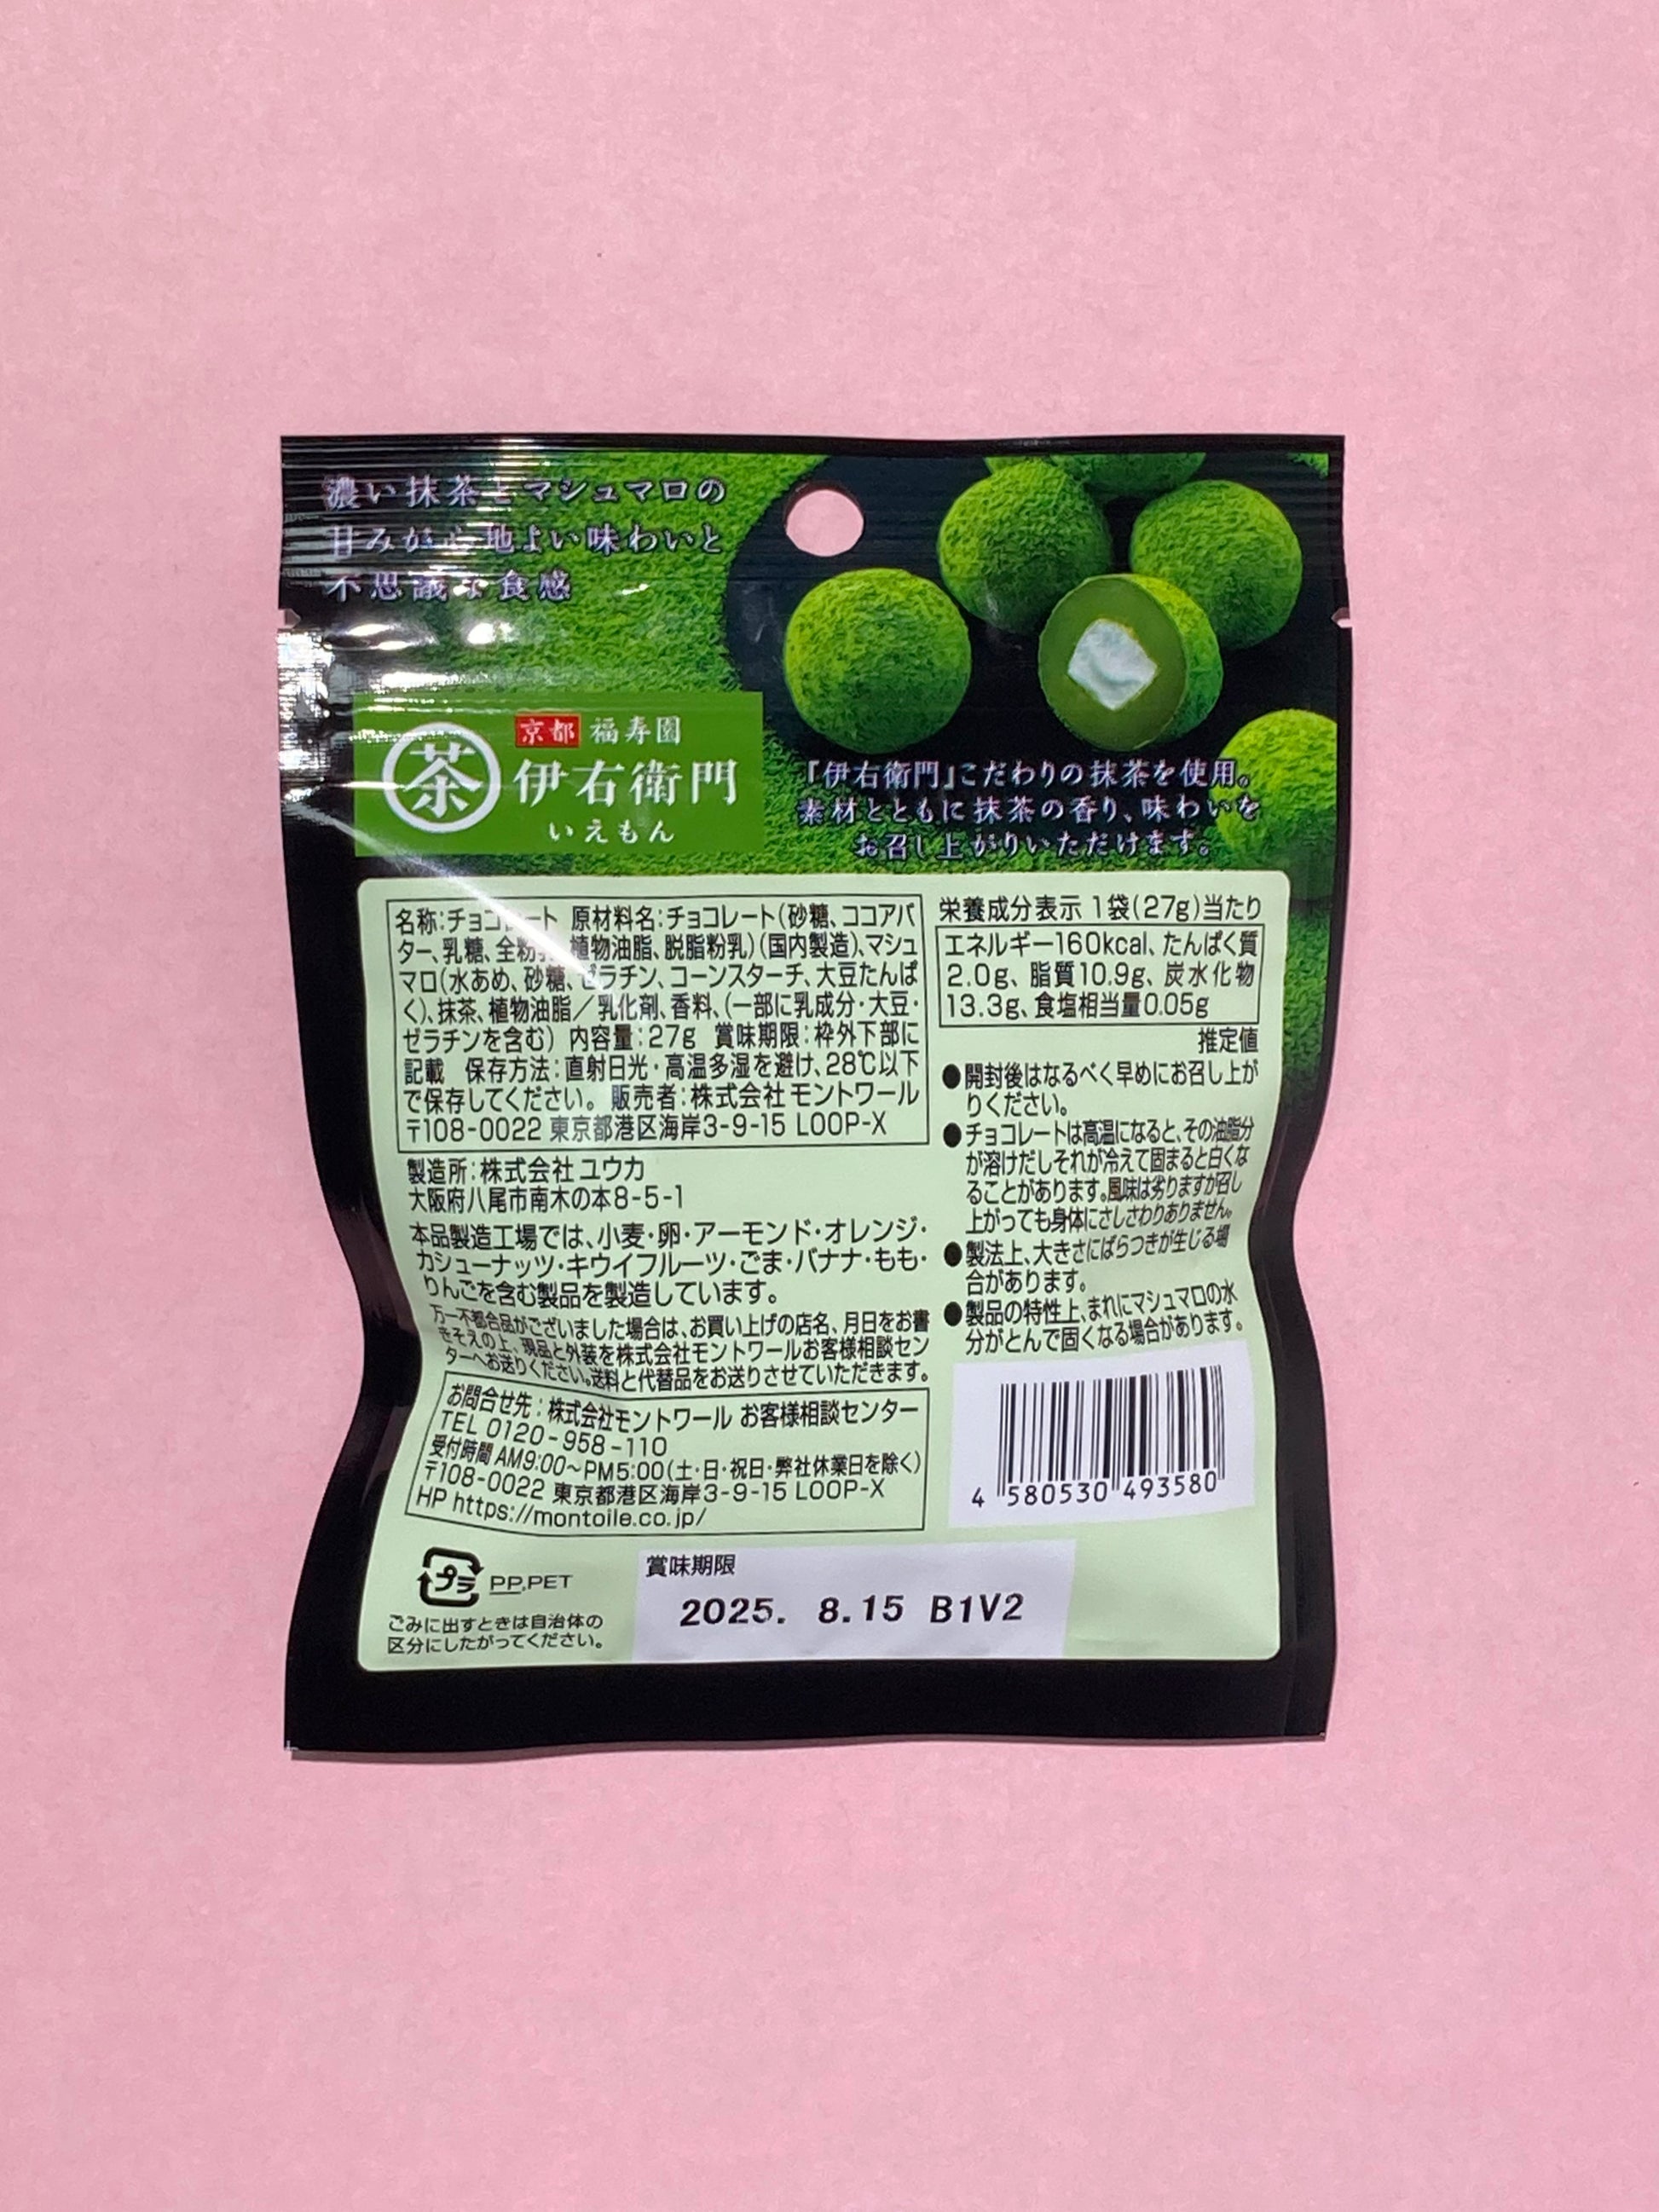 濃い抹茶とマシュマロの
甘みが心地よい味わいと
不思議な食感
茶
京都 福寿園
伊右衛門
いえもん
「伊右衛門」こだわりの抹茶を使用。
素材とともに抹茶の香り、味わいを
お召し上がりいただけます。
名称:チョコレート 原材料名:チョコレート(砂糖、ココアバ
ター、乳糖、全粉乳、植物油脂、脱脂粉乳)(国内製造)、マシュ
マロ(水あめ、砂糖、ゼラチン、コーンスターチ、大豆たんぱ
く)、抹茶、植物油脂/乳化剤、香料、(一部に乳成分・大豆・
ゼラチンを含む) 内容量:27g 賞味期限:枠外下部に
記載 保存方法:直射日光・高温多湿を避け、28℃以下
で保存してください。 販売者:株式会社 モントワール
〒108-0022 東京都港区海岸3-9-15 LOOP-X
製造所:株式会社 ユウカ
大阪府八尾市南木の本8-5-1
本品製造工場では、小麦・卵・アーモンド・オレンジ・
カシューナッツ・キウイフルーツ・ごま・バナナ・もも・
りんごを含む製品を製造しています。
万一不都合品がございました場合は、お買い上げの店名、月日をお書
きそえの上、現品と外装を株式会社モントワールお客様相談セン
ターへお送りください。送料と代替品をお送りさせていただきます。
お問合せ先:株式会社モントワール お客様相談センター
TEL 0120-958-110
受付時間 AM9:00~PM5:00(土・日・祝日・弊社休業日を除く)
〒108-0022 東京都港区海岸3-9-15 LOOP-X
HP https://montoile.co.jp/
プラ PP,PET
ごみに出すときは自治体の
区分にしたがってください。
栄養成分表示 1袋(27g)当たり
エネルギー160kcal、たんぱく質
2.0g、脂質10.9g、炭水化物
13.3g、食塩相当量0.05g
推定値
●開封後はなるべく早めにお召し上が
りください。
●チョコレートは高温になると、その油脂分
が溶けだしそれが冷えて固まると白くな
ることがあります。風味は劣りますが召し
上がっても身体にさしさわりありません。
●製法上、大きさにばらつきが生じる場
合があります。
●製品の特性上、まれにマシュマロの水
分がとんで固くなる場合があります。
4 580530 493580
賞味期限
2025. 8.15 B1V2